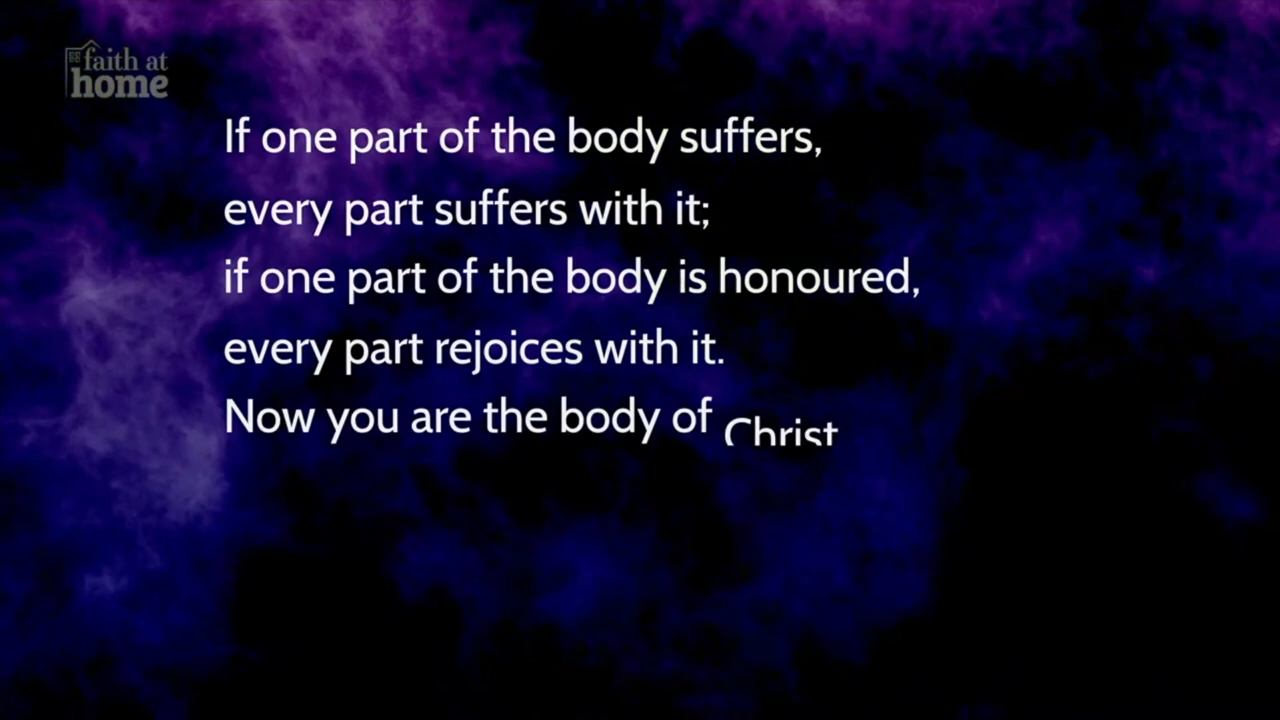 faith at
home
If one part of the body suffers,
every part suffers with it;
if one part of the body is honoured,
every part rejoices with it.
Now you are the body of Christ